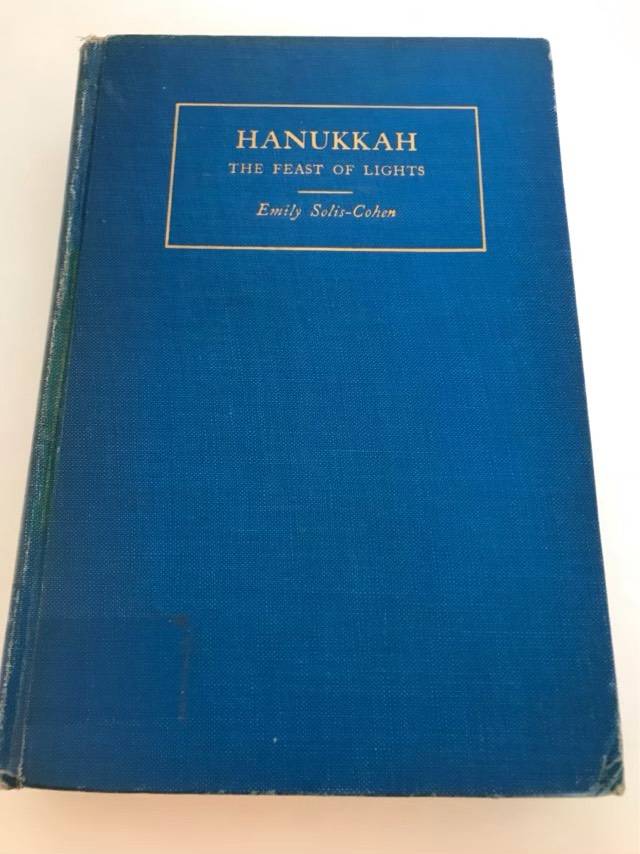 HANUKKAH
THE FEAST OF LIGHTS
Emily Solis-Cohen